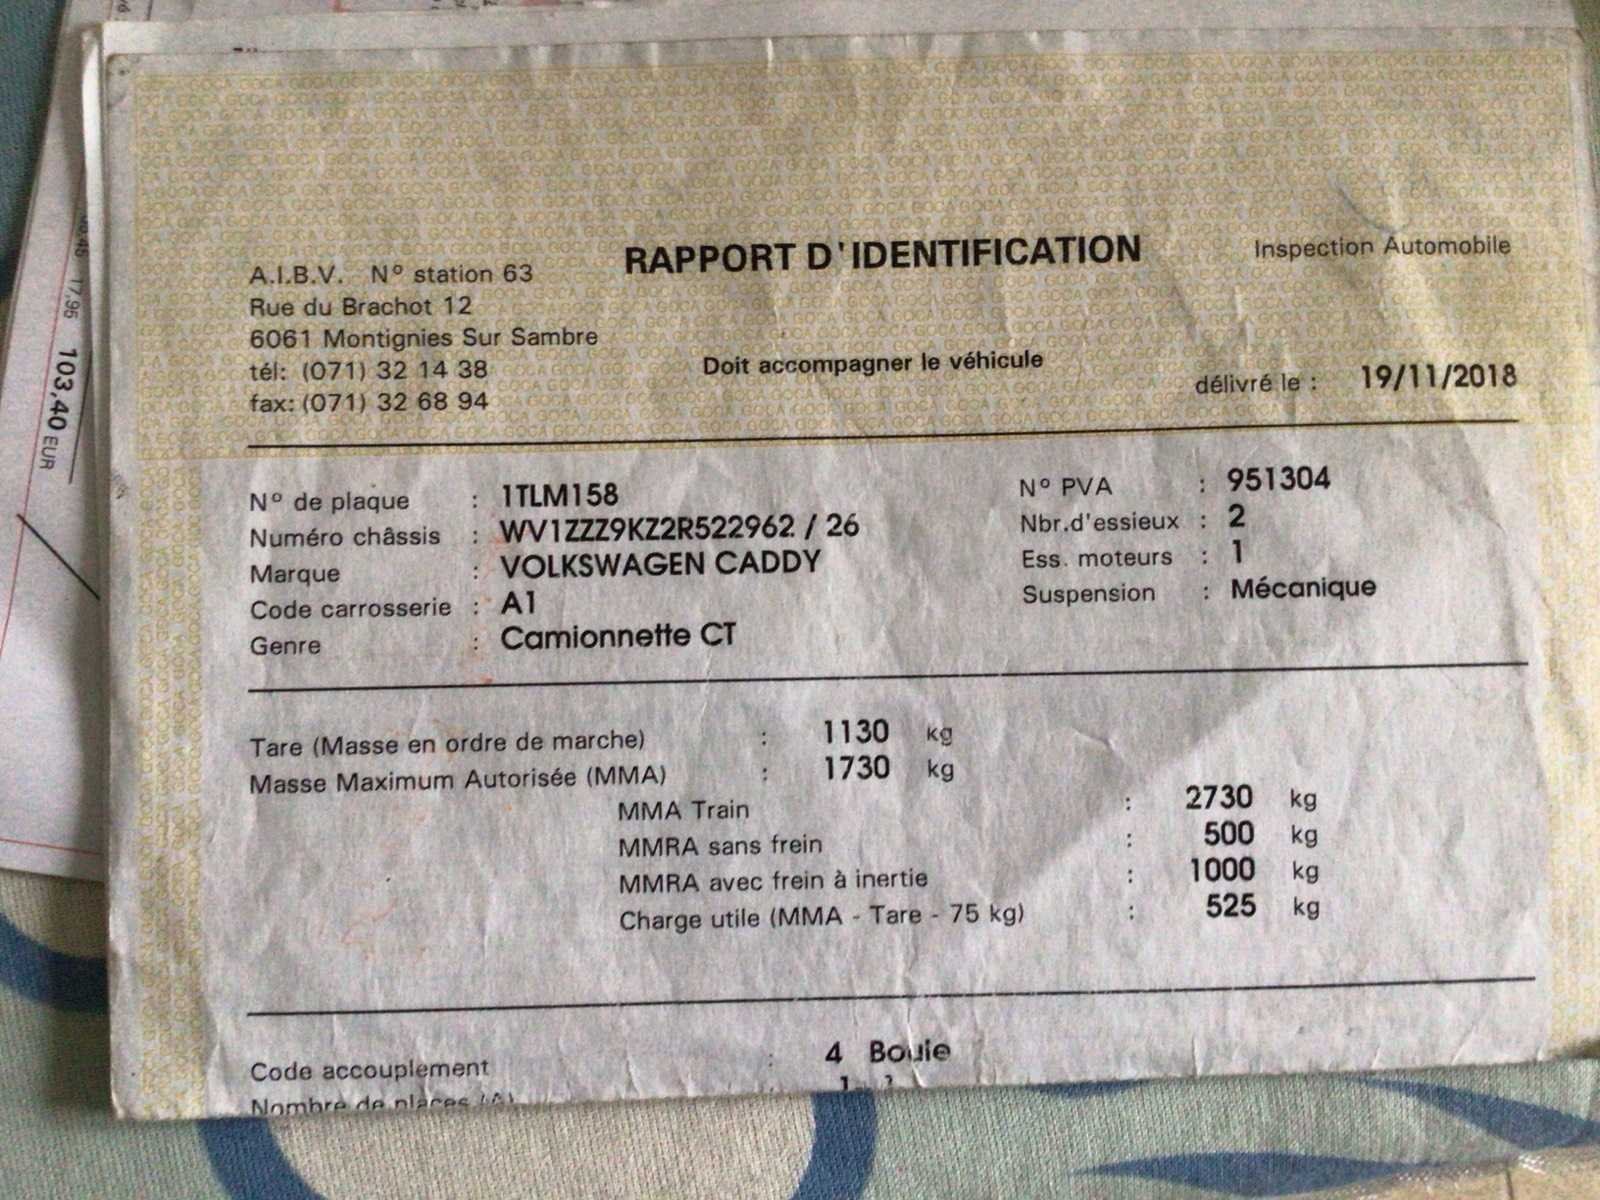 RAPPORT D'IDENTIFICATION
Inspection Automobile
A.I.B.V. N° station 63
Rue du Brachot 12
6061 Montignies Sur Sambre
tél: (071) 32 14 38
fax: (071) 32 68 94
Doit accompagner le véhicule
délivré le : 19/11/2018
N° de plaque : 1TLM158
Numéro châssis : WV1ZZZ9KZ2R522962 / 26
Marque : VOLKSWAGEN CADDY
Code carrosserie : A1
Genre : Camionnette CT
N° PVA : 951304
Nbr.d'essieux : 2
Ess. moteurs : 1
Suspension : Mécanique
Tare (Masse en ordre de marche) : 1130 kg
Masse Maximum Autorisée (MMA) : 1730 kg
MMA Train : 2730 kg
MMRA sans frein : 500 kg
MMRA avec frein à inertie : 1000 kg
Charge utile (MMA - Tare - 75 kg) : 525 kg
Code accouplement : 4 Boule
Nombre de places (A)
17,95 103,40 EUR